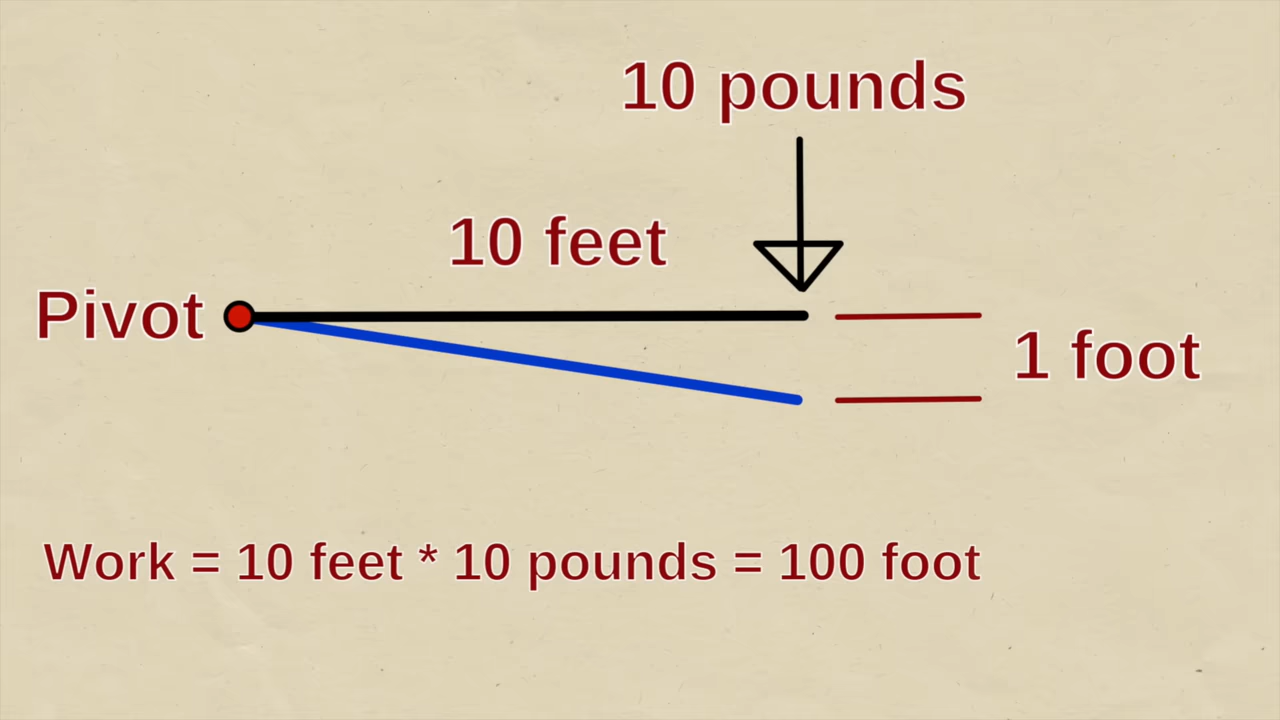 10 pounds
10 feet
Pivot
1 foot
Work = 10 feet * 10 pounds = 100 foot